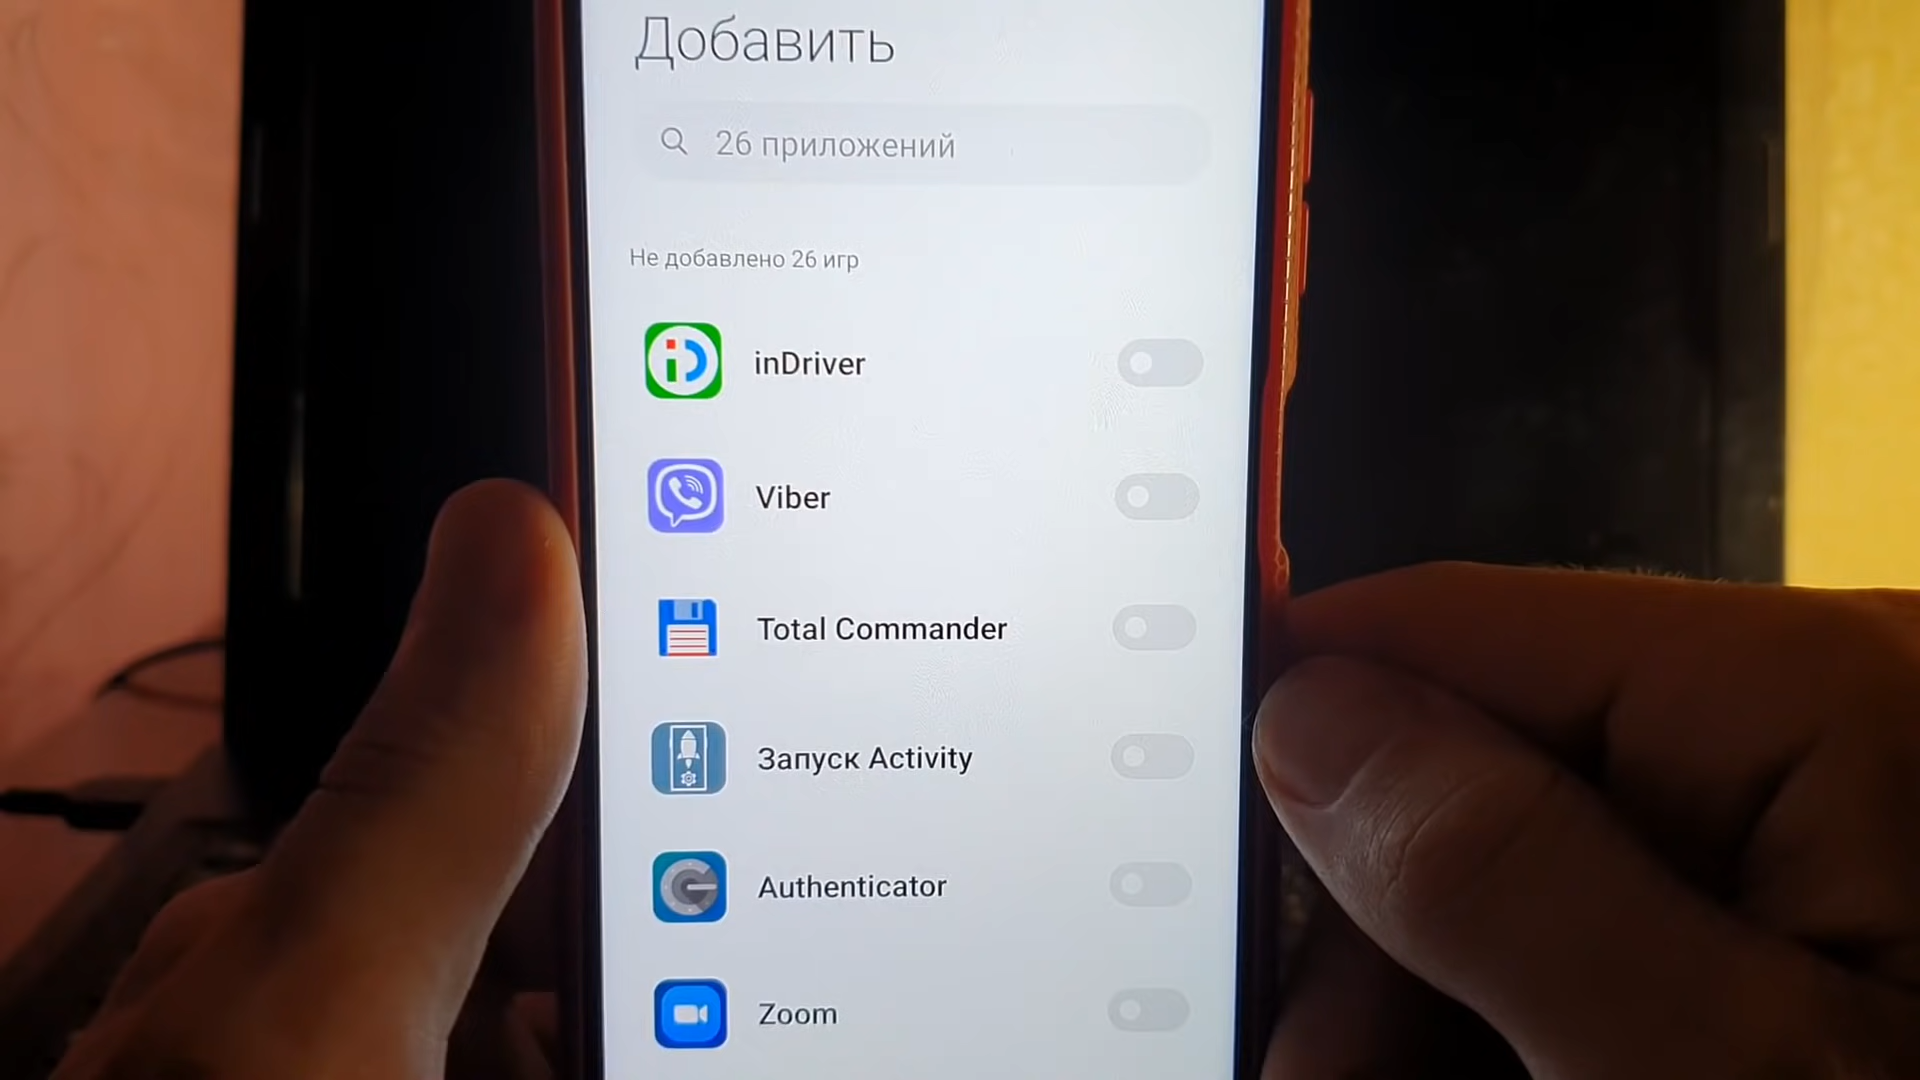 Добавить
26 приложений
Не добавлено 26 игр
inDriver
Viber
Total Commander
Запуск Activity
Authenticator
Zoom